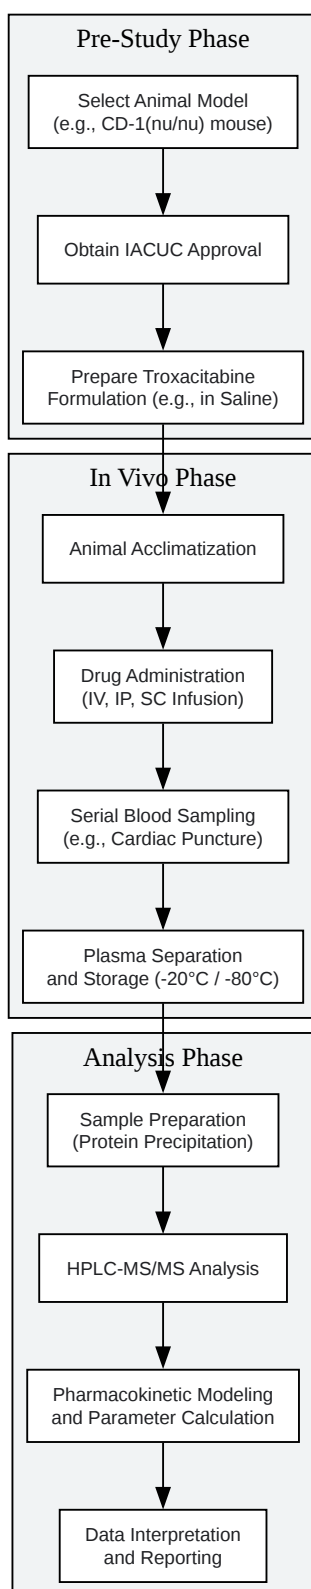 Pre-Study Phase
Select Animal Model
(e.g., CD-1(nu/nu) mouse)
Obtain IACUC Approval
Prepare Troxacitabine
Formulation (e.g., in Saline)
In Vivo Phase
Animal Acclimatization
Drug Administration
(IV, IP, SC Infusion)
Serial Blood Sampling
(e.g., Cardiac Puncture)
Plasma Separation
and Storage (-20°C / -80°C)
Analysis Phase
Sample Preparation
(Protein Precipitation)
HPLC-MS/MS Analysis
Pharmacokinetic Modeling
and Parameter Calculation
Data Interpretation
and Reporting